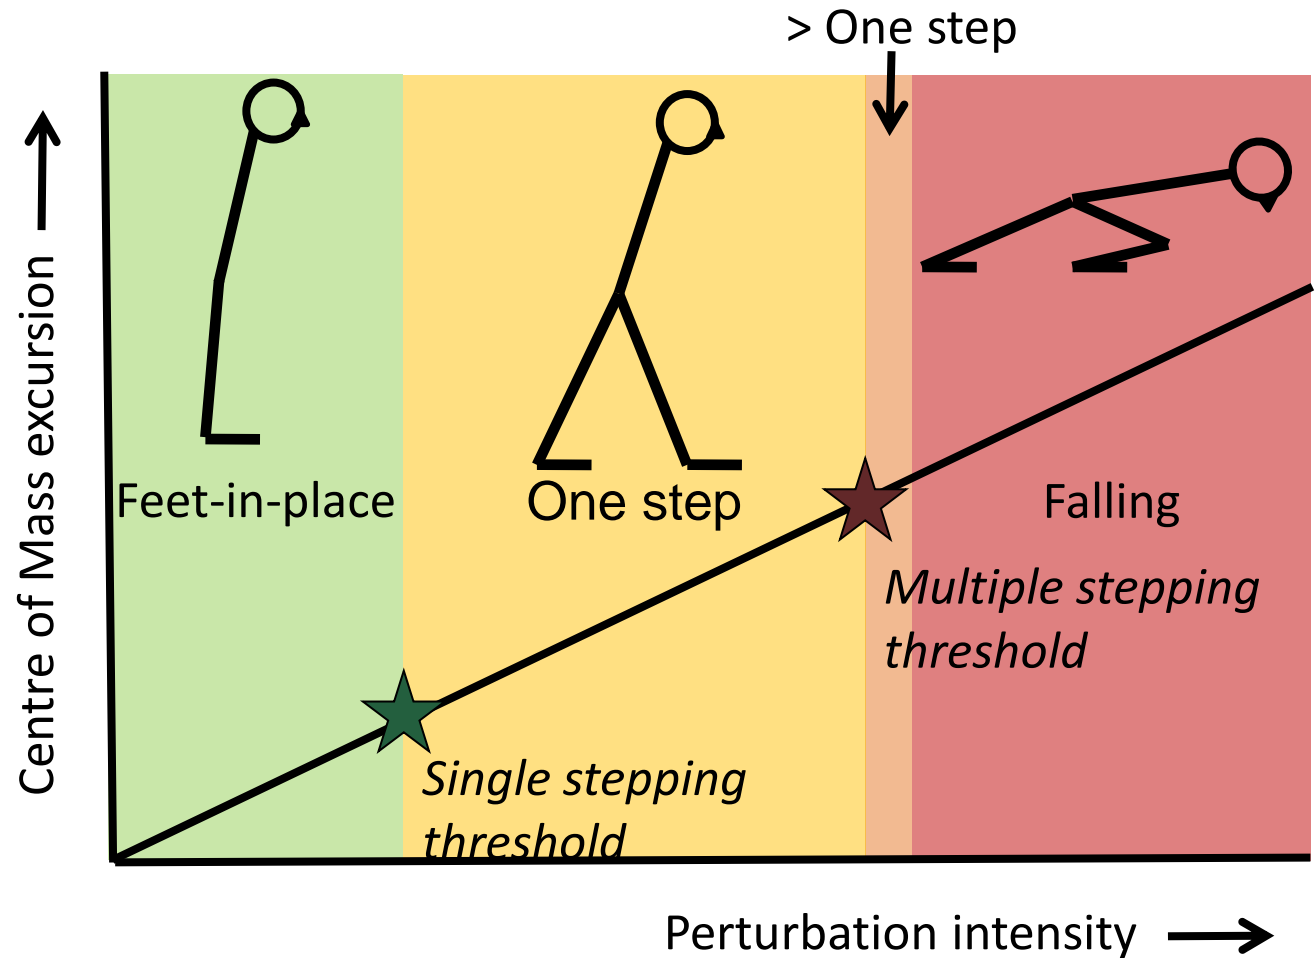 > One step
Centre of Mass excursion
Feet-in-place
One step
Falling
Multiple stepping
threshold
Single stepping
threshold
Perturbation intensity